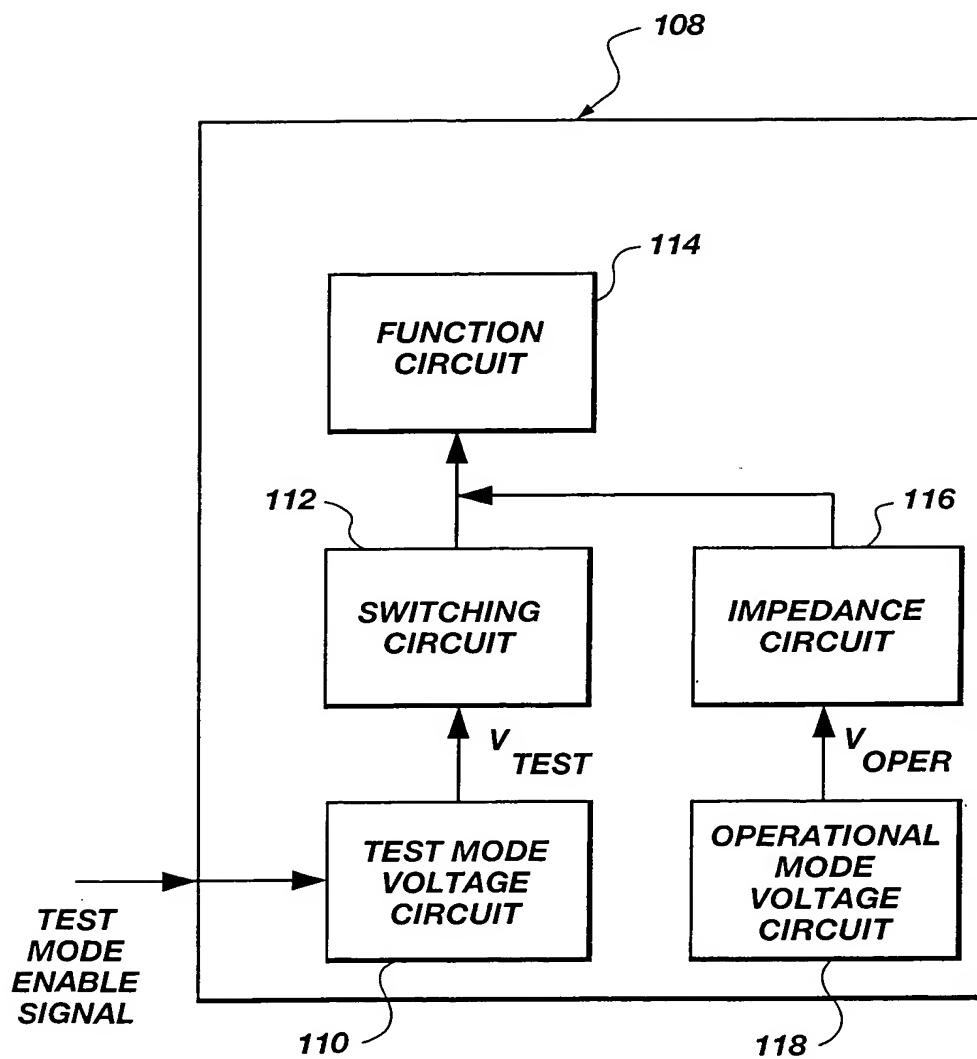 108
114
FUNCTION
CIRCUIT
112
116
SWITCHING
CIRCUIT
IMPEDANCE
CIRCUIT
V TEST
V OPER
TEST MODE
VOLTAGE
CIRCUIT
OPERATIONAL
MODE
VOLTAGE
CIRCUIT
TEST
MODE
ENABLE
SIGNAL
110
118